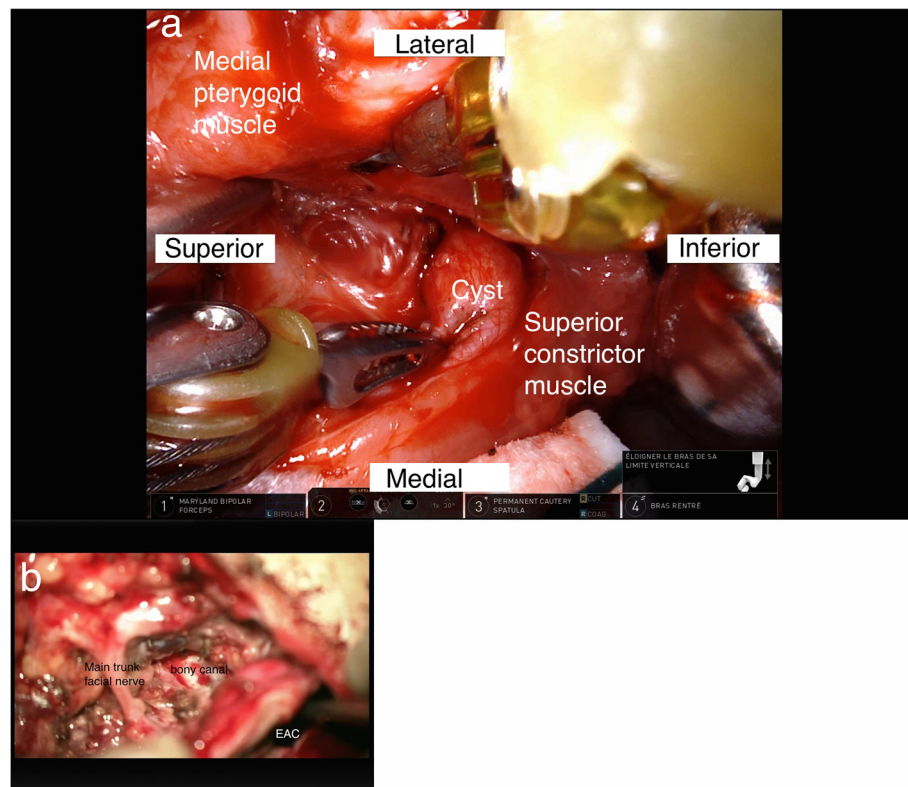 a
Lateral
Medial
pterygoid
muscle
Superior
Inferior
Cyst
Superior
constrictor
muscle
Medial
ÉLOIGNER LE BRAS DE SA
LIMITE VERTICALE
1 MARYLAND BIPOLAR
FORCEPS
L BIPOLAR
2
1x 30°
3 PERMANENT CAUTERY
SPATULA
R CUT
R COAG
4 BRAS RENTRÉ
b
Main trunk
facial nerve
bony canal
EAC